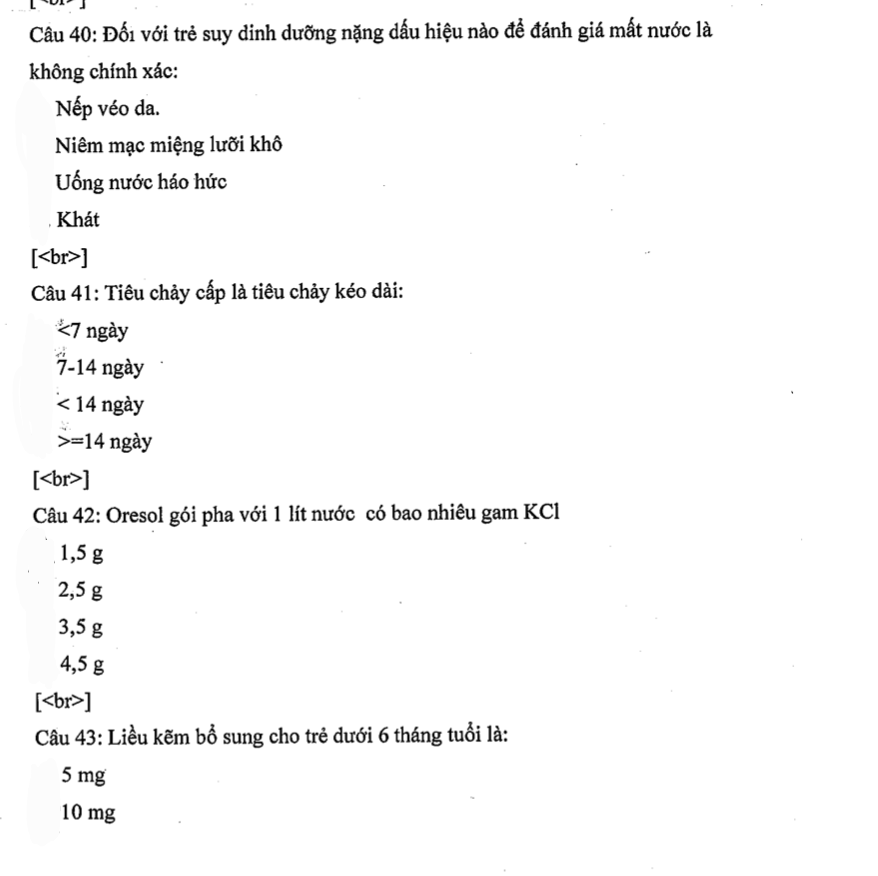 [<br>]
Câu 40: Đối với trẻ suy dinh dưỡng nặng dấu hiệu nào để đánh giá mất nước là
không chính xác:
Nếp véo da.
Niêm mạc miệng lưỡi khô
Uống nước háo hức
Khát
[<br>]
Câu 41: Tiêu chảy cấp là tiêu chảy kéo dài:
<7 ngày
7-14 ngày
< 14 ngày
>=14 ngày
[<br>]
Câu 42: Oresol gói pha với 1 lít nước có bao nhiêu gam KCl
1,5 g
2,5 g
3,5 g
4,5 g
[<br>]
Câu 43: Liều kẽm bổ sung cho trẻ dưới 6 tháng tuổi là:
5 mg
10 mg